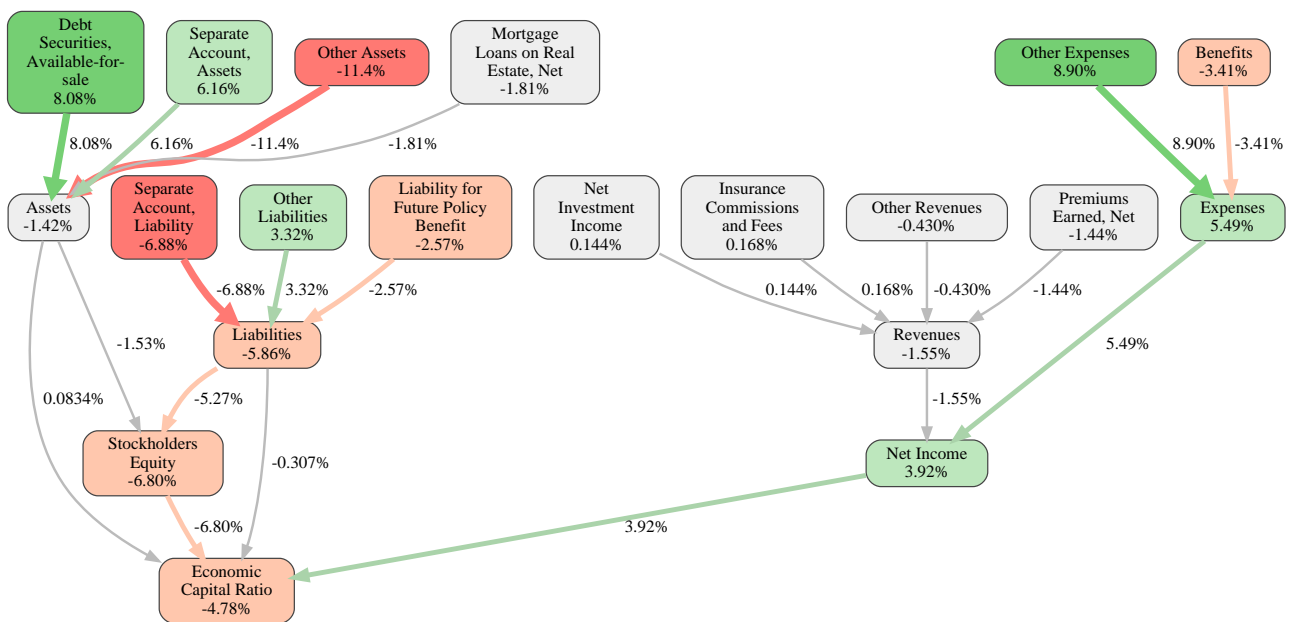 Debt
Securities,
Available-for-
sale
8.08%
Separate
Account,
Assets
6.16%
Other Assets
-11.4%
Mortgage
Loans on Real
Estate, Net
-1.81%
Other Expenses
8.90%
Benefits
-3.41%
8.08%
6.16%
-11.4%
-1.81%
8.90%
-3.41%
Assets
-1.42%
Separate
Account,
Liability
-6.88%
Other
Liabilities
3.32%
Liability for
Future Policy
Benefit
-2.57%
Net
Investment
Income
0.144%
Insurance
Commissions
and Fees
0.168%
Other Revenues
-0.430%
Premiums
Earned, Net
-1.44%
Expenses
5.49%
-6.88%
3.32%
-2.57%
0.144%
0.168%
-0.430%
-1.44%
-1.53%
Liabilities
-5.86%
Revenues
-1.55%
5.49%
0.0834%
-5.27%
-1.55%
Stockholders
Equity
-6.80%
-0.307%
Net Income
3.92%
-6.80%
3.92%
Economic
Capital Ratio
-4.78%